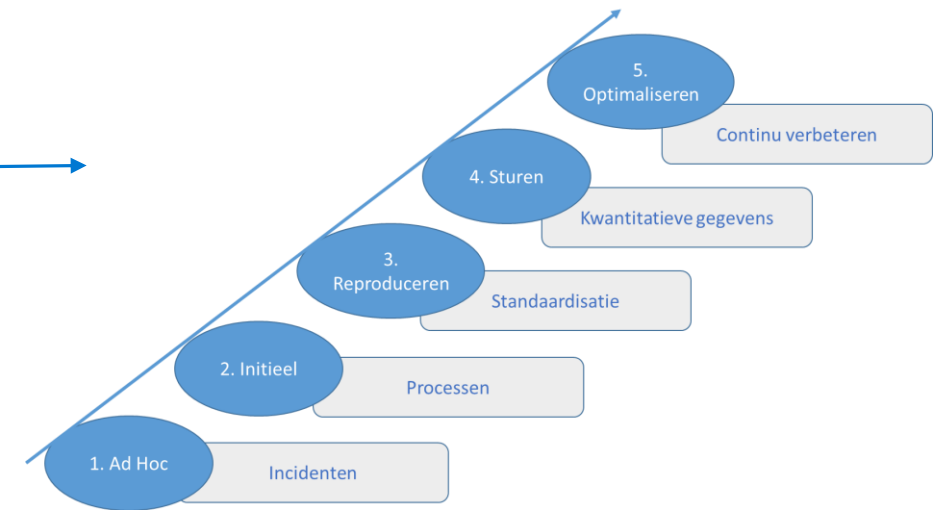 5.
Optimaliseren
Continu verbeteren
4. Sturen
Kwantitatieve gegevens
3.
Reproduceren
Standaardisatie
2. Initieel
Processen
1. Ad Hoc
Incidenten